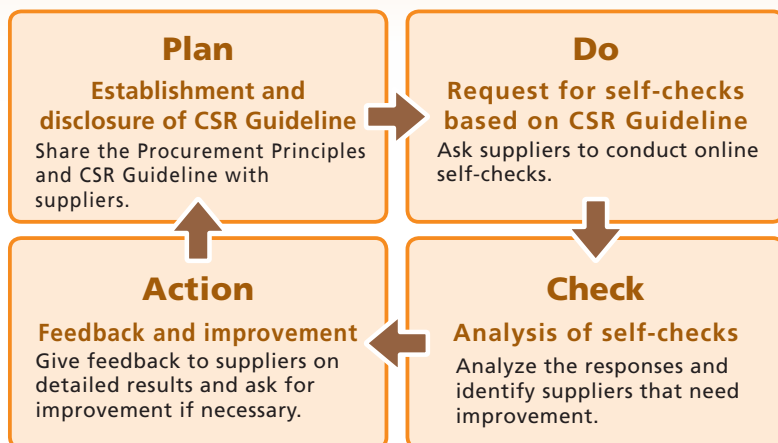 Plan
Establishment and
disclosure of CSR Guideline
Share the Procurement Principles
and CSR Guideline with
suppliers.
Do
Request for self-checks
based on CSR Guideline
Ask suppliers to conduct online
self-checks.
Check
Analysis of self-checks
Analyze the responses and
identify suppliers that need
improvement.
Action
Feedback and improvement
Give feedback to suppliers on
detailed results and ask for
improvement if necessary.